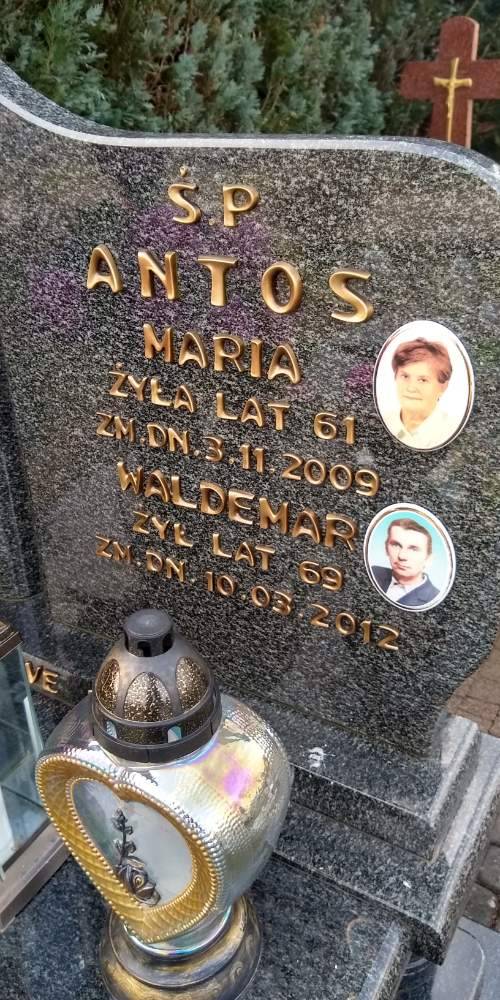 Ś.P
ANTOS
MARIA
ŻYŁA LAT 61
ZM.DN.3.11.2009
WALDEMAR
ŻYŁ LAT 69
ZM.DN.10.03.2012